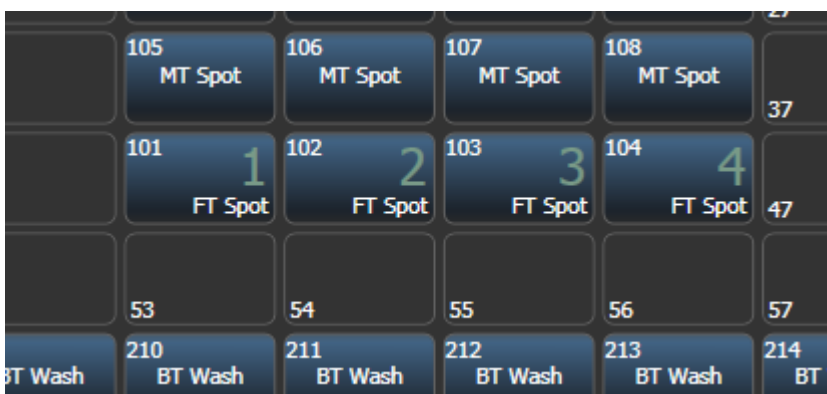 27
105 106 107 108
MT Spot MT Spot MT Spot MT Spot
37
101 1 102 2 103 3 104 4
FT Spot FT Spot FT Spot FT Spot 47
53 54 55 56 57
210 211 212 213 214
BT Wash BT Wash BT Wash BT Wash BT Wash BT